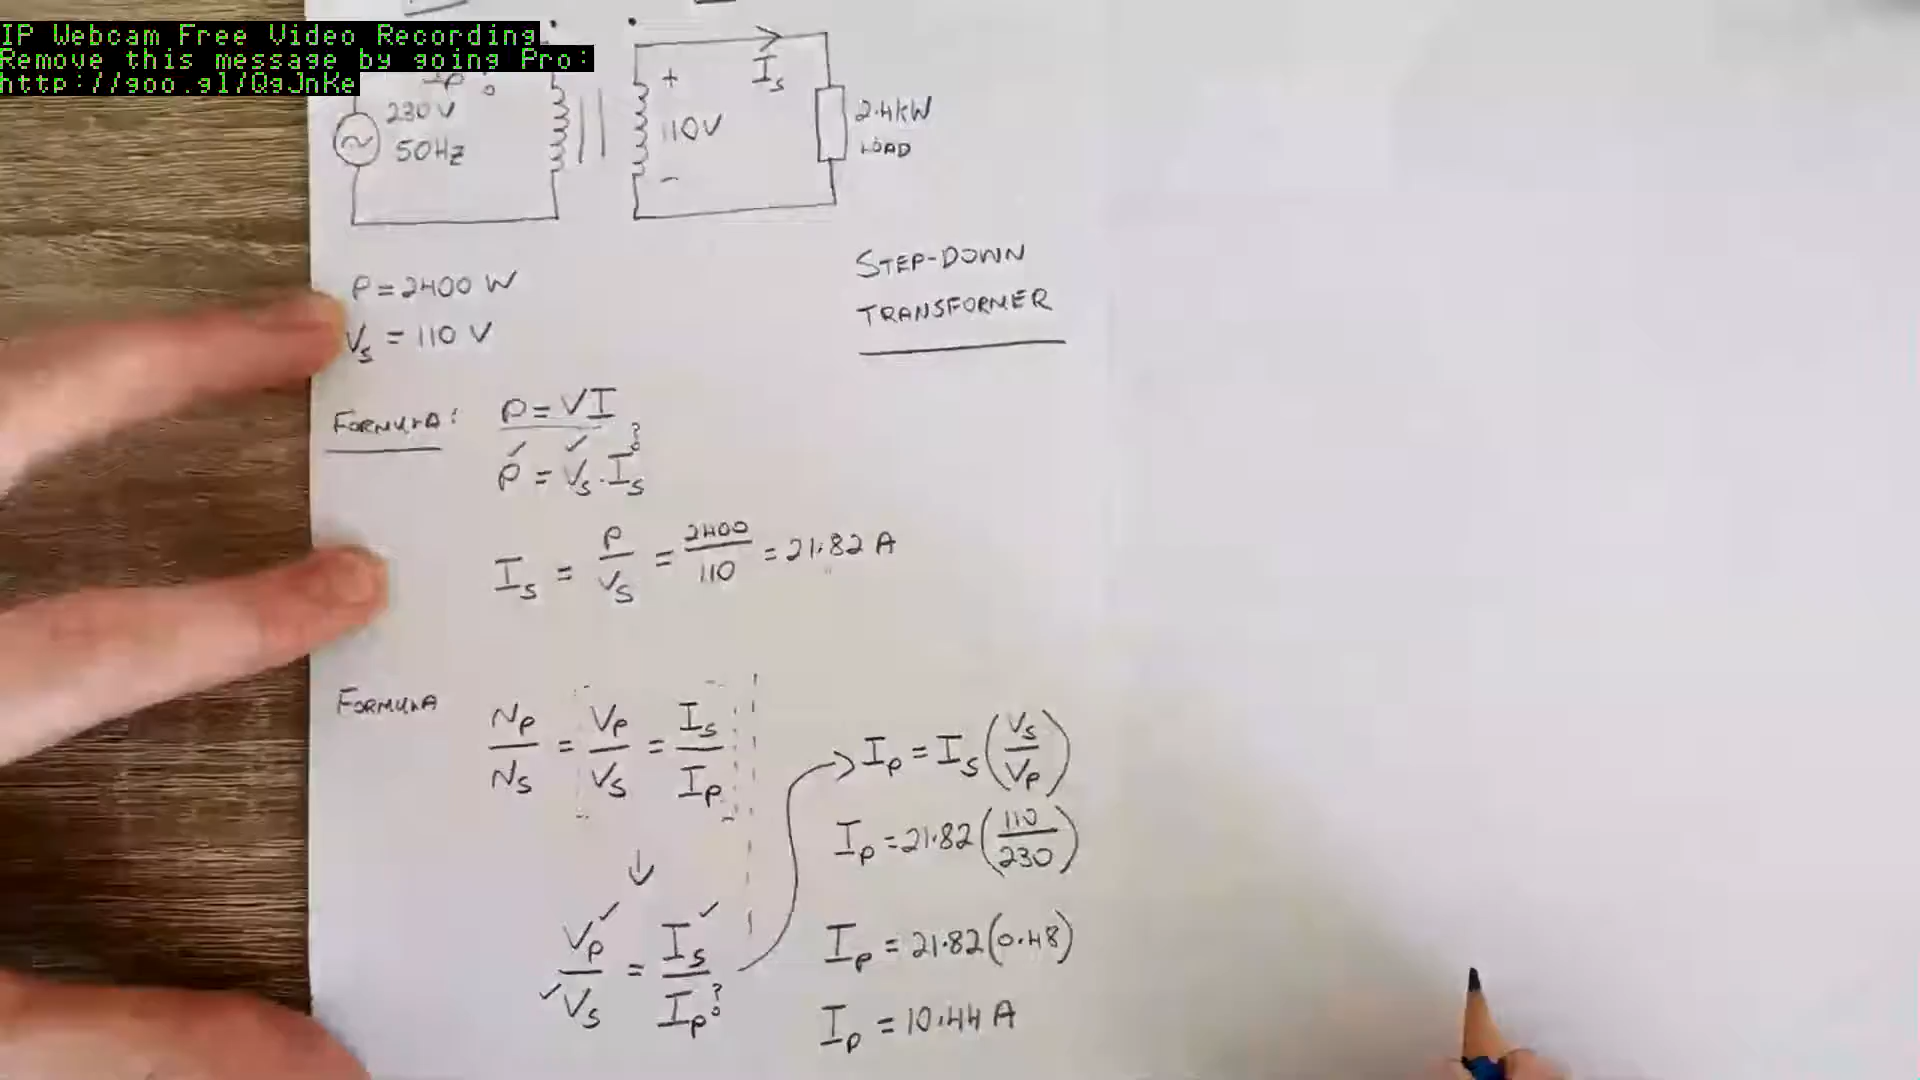 IP Webcam Free Video Recording
Remove this message by going Pro:
http://goo.gl/QgJnKe
Ip ?
230V
50Hz
+
110V
-
Is
2.4kW
LOAD
STEP-DOWN
TRANSFORMER
P = 2400 W
Vs = 110 V
FORMULA: P = VI
P = Vs . Is ?
Is = P/Vs = 2400/110 = 21.82 A
FORMULA Np/Ns = Vp/Vs = Is/Ip
Vp/Vs = Is/Ip ?
Ip = Is (Vs/Vp)
Ip = 21.82 (110/230)
Ip = 21.82 (0.48)
Ip = 10.44 A